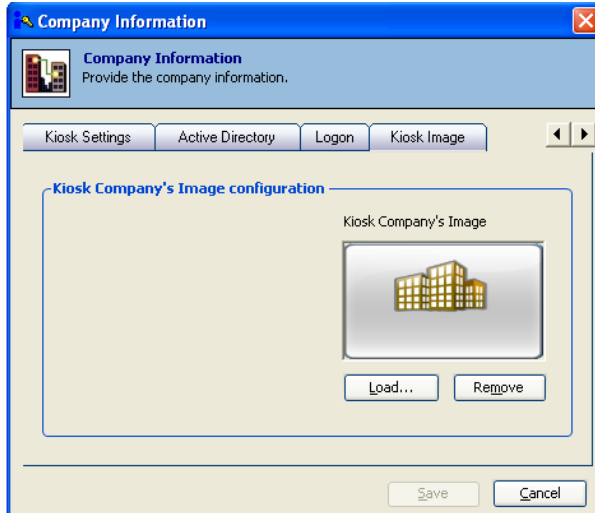 Company Information
Company Information
Provide the company information.
Kiosk Settings Active Directory Logon Kiosk Image
Kiosk Company's Image configuration
Kiosk Company's Image
Load... Remove
Save Cancel